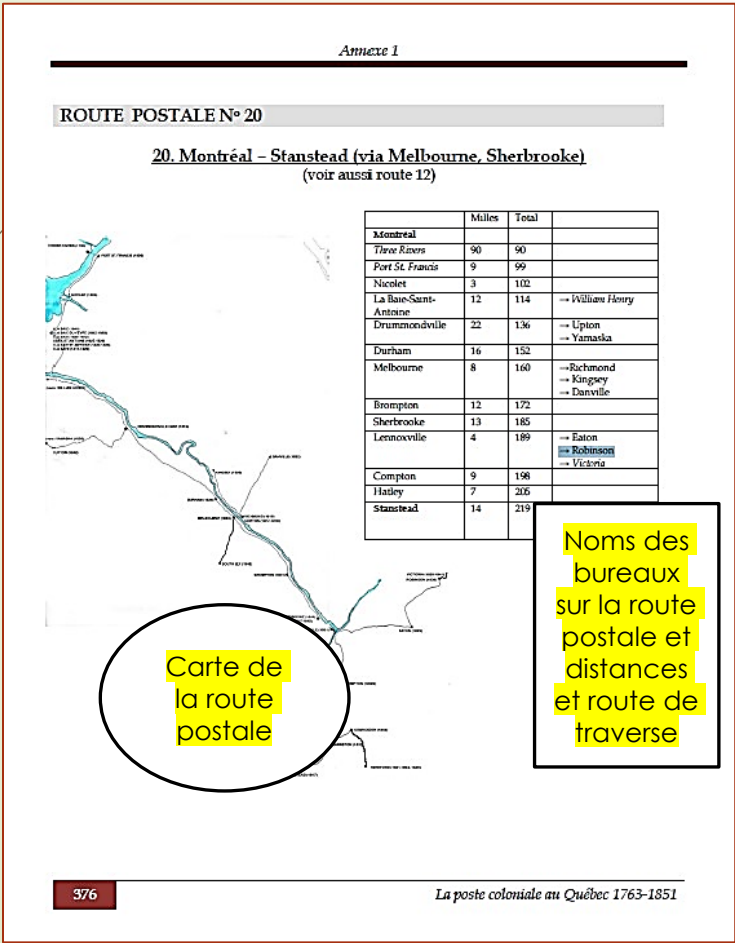 Annexe 1
ROUTE POSTALE Nº 20
20. Montréal – Stanstead (via Melbourne, Sherbrooke)
(voir aussi route 12)
Milles Total
Montréal
Three Rivers 90 90
Port St. Francis 9 99
Nicolet 3 102
La Baie-Saint- 12 114 → William Henry
Antoine
Drummondville 22 136 → Upton
→ Yamaska
Durham 16 152
Melbourne 8 160 →Richmond
→ Kingsey
→ Danville
Brompton 12 172
Sherbrooke 13 185
Lennoxville 4 189 → Eaton
→ Robinson
→ Victoria
Compton 9 198
Hatley 7 205
Stanstead 14 219
Noms des
bureaux
sur la route
postale et
distances
et route de
traverse
Carte de
la route
postale
376
La poste coloniale au Québec 1763-1851